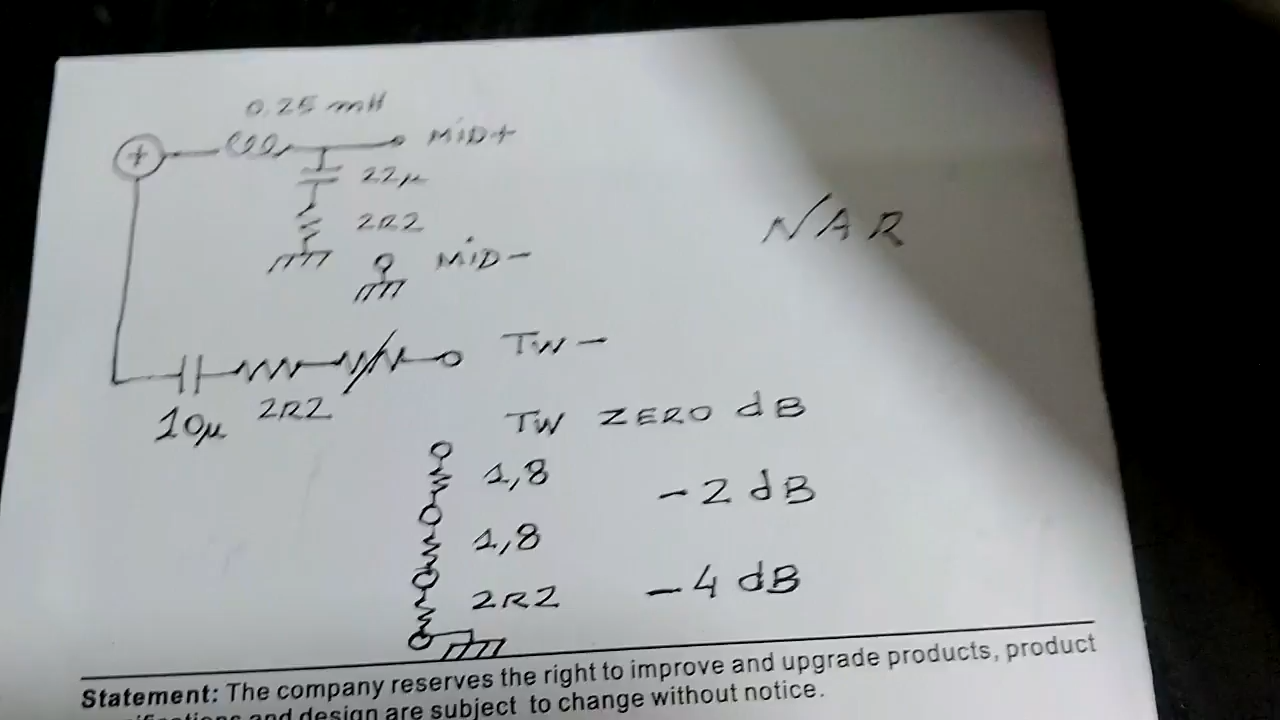 0.25 mH
+
MID+
22µ
2R2
MID-
NAR
TW-
10µ
2R2
TW ZERO dB
1,8
-2 dB
1,8
2R2
-4 dB
Statement: The company reserves the right to improve and upgrade products, product
and design are subject to change without notice.